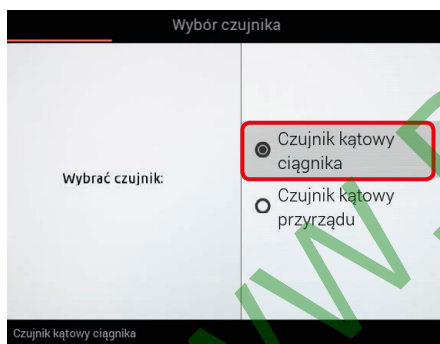 Wybór czujnika
Wybrać czujnik:
Czujnik kątowy
ciągnika
Czujnik kątowy
przyrządu
Czujnik kątowy ciągnika